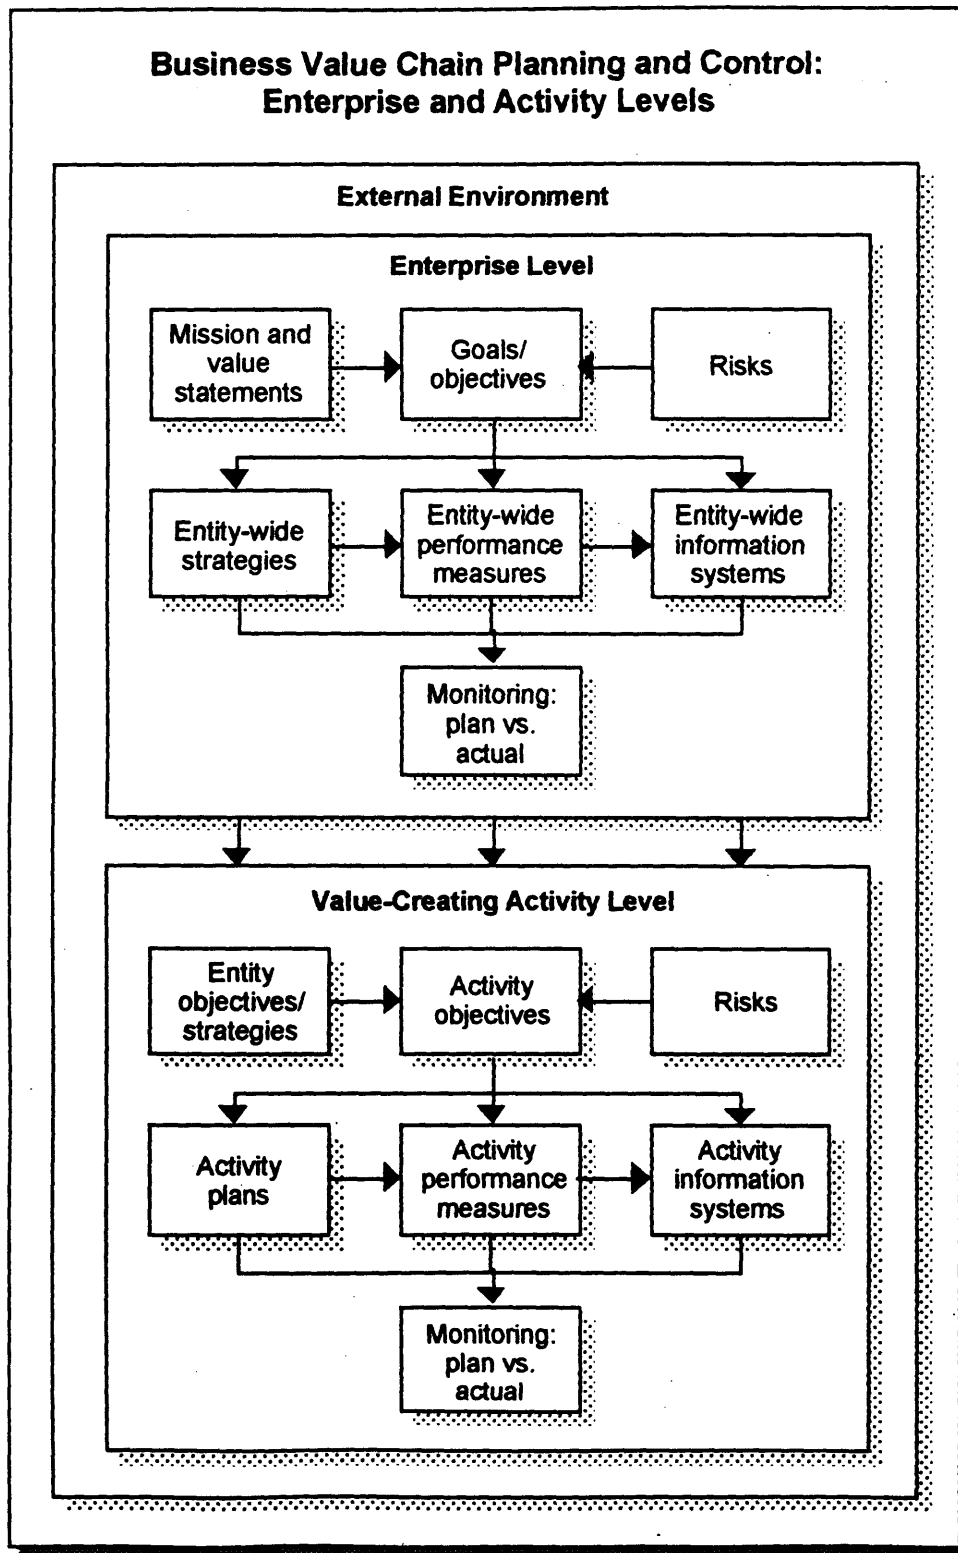 Business Value Chain Planning and Control:
Enterprise and Activity Levels
External Environment
Enterprise Level
Mission and
value
statements
Goals/
objectives
Risks
Entity-wide
strategies
Entity-wide
performance
measures
Entity-wide
information
systems
Monitoring:
plan vs.
actual
Value-Creating Activity Level
Entity
objectives/
strategies
Activity
objectives
Risks
Activity
plans
Activity
performance
measures
Activity
information
systems
Monitoring:
plan vs.
actual